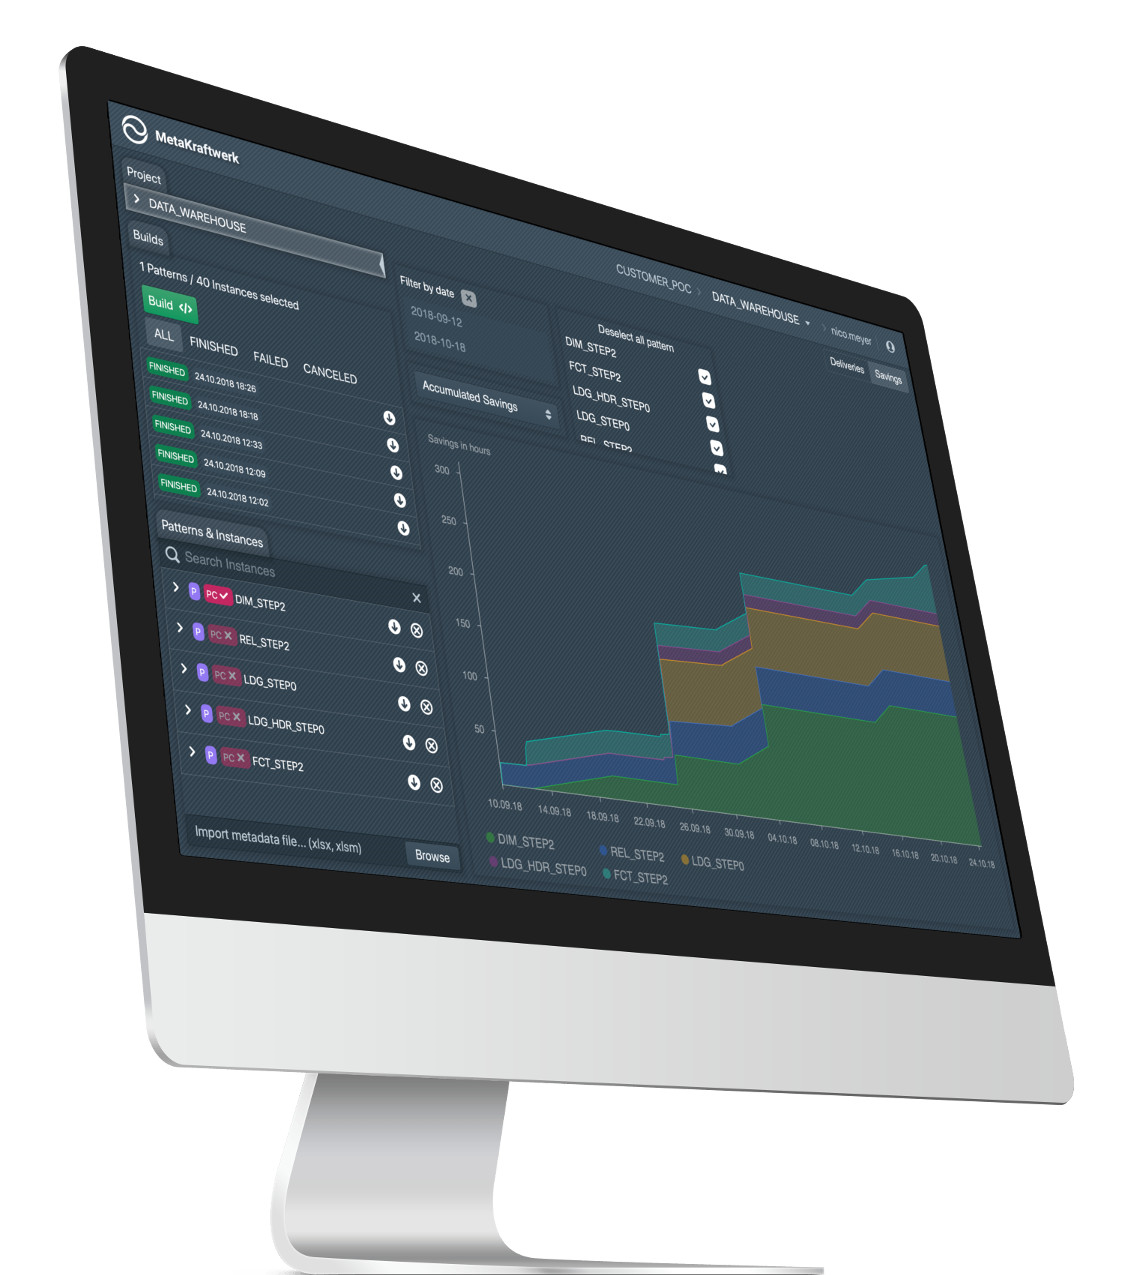 MetaKraftwerk
CUSTOMER_POC
DATA_WAREHOUSE
nico.meyer
Project
DATA_WAREHOUSE
Builds
1 Patterns / 40 Instances selected
Build </>
ALL FINISHED FAILED CANCELED
FINISHED 24.10.2018 18:26
FINISHED 24.10.2018 18:18
FINISHED 24.10.2018 12:33
FINISHED 24.10.2018 12:09
FINISHED 24.10.2018 12:02
Patterns & Instances
Search Instances
P PC DIM_STEP2
P PC REL_STEP2
P PC LDG_STEP0
P PC LDG_HDR_STEP0
P PC FCT_STEP2
Import metadata file... (xlsx, xlsm)
Browse
Filter by date
2018-09-12
2018-10-18
Accumulated Savings
Deselect all pattern
DIM_STEP2
FCT_STEP2
LDG_HDR_STEP0
LDG_STEP0
REL_STEP2
Deliveries Savings
Savings in hours
300
250
200
150
100
50
10.09.18 14.09.18 18.09.18 22.09.18 26.09.18 30.09.18 04.10.18 08.10.18 12.10.18 16.10.18 20.10.18 24.10.18
DIM_STEP2 REL_STEP2 LDG_STEP0
LDG_HDR_STEP0 FCT_STEP2